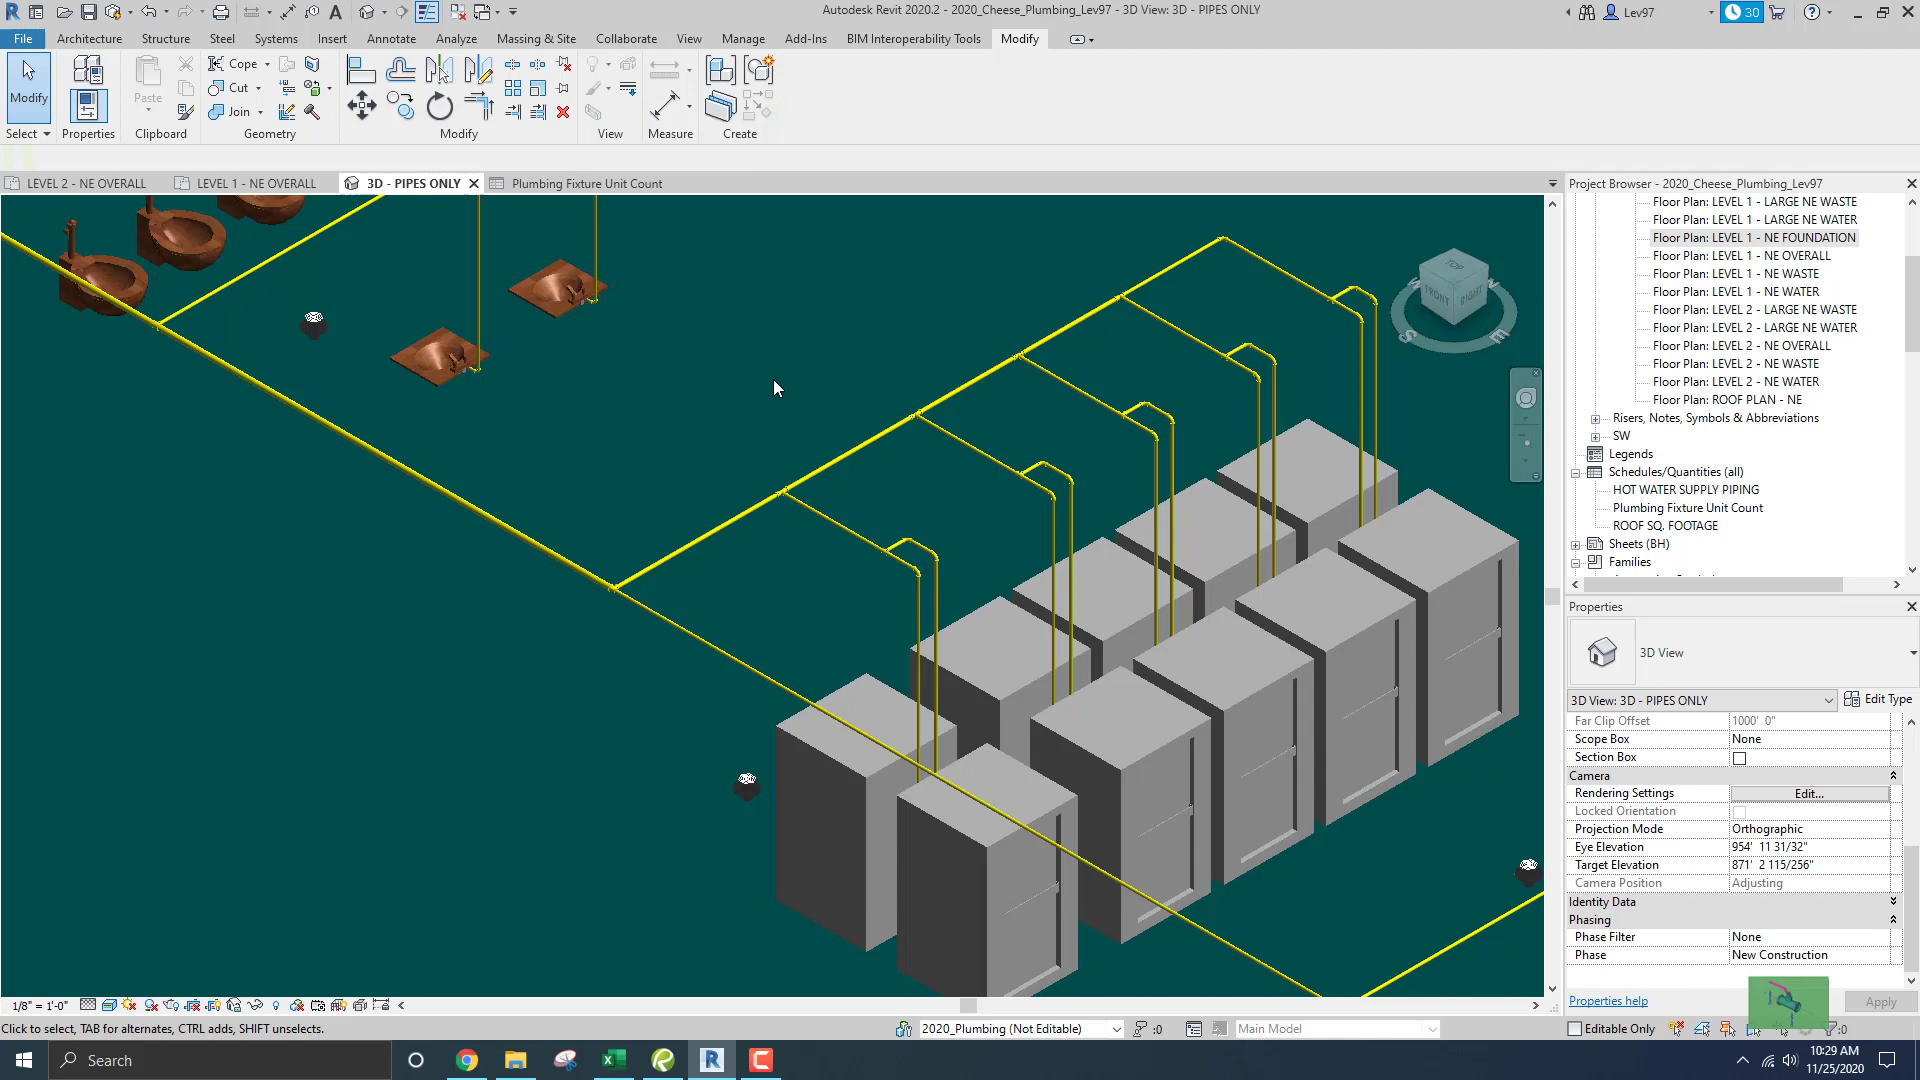 Autodesk Revit 2020.2 - 2020_Cheese_Plumbing_Lev97 - 3D View: 3D - PIPES ONLY
Lev97
30
File Architecture Structure Steel Systems Insert Annotate Analyze Massing & Site Collaborate View Manage Add-Ins BIM Interoperability Tools Modify
Modify
Paste
Cope
Cut
Join
Select Properties Clipboard Geometry Modify View Measure Create
LEVEL 2 - NE OVERALL LEVEL 1 - NE OVERALL 3D - PIPES ONLY Plumbing Fixture Unit Count
TOP
FRONT
RIGHT
S
E
Project Browser - 2020_Cheese_Plumbing_Lev97
Floor Plan: LEVEL 1 - LARGE NE WASTE
Floor Plan: LEVEL 1 - LARGE NE WATER
Floor Plan: LEVEL 1 - NE FOUNDATION
Floor Plan: LEVEL 1 - NE OVERALL
Floor Plan: LEVEL 1 - NE WASTE
Floor Plan: LEVEL 1 - NE WATER
Floor Plan: LEVEL 2 - LARGE NE WASTE
Floor Plan: LEVEL 2 - LARGE NE WATER
Floor Plan: LEVEL 2 - NE OVERALL
Floor Plan: LEVEL 2 - NE WASTE
Floor Plan: LEVEL 2 - NE WATER
Floor Plan: ROOF PLAN - NE
Risers, Notes, Symbols & Abbreviations
SW
Legends
Schedules/Quantities (all)
HOT WATER SUPPLY PIPING
Plumbing Fixture Unit Count
ROOF SQ. FOOTAGE
Sheets (BH)
Families
Properties
3D View
3D View: 3D - PIPES ONLY Edit Type
Far Clip Offset 1000' 0"
Scope Box None
Section Box
Camera
Rendering Settings Edit...
Locked Orientation
Projection Mode Orthographic
Eye Elevation 954' 11 31/32"
Target Elevation 871' 2 115/256"
Camera Position Adjusting
Identity Data
Phasing
Phase Filter None
Phase New Construction
Properties help Apply
1/8" = 1'-0"
Click to select, TAB for alternates, CTRL adds, SHIFT unselects. 2020_Plumbing (Not Editable) :0 Main Model Editable Only :0
Search
10:29 AM
11/25/2020